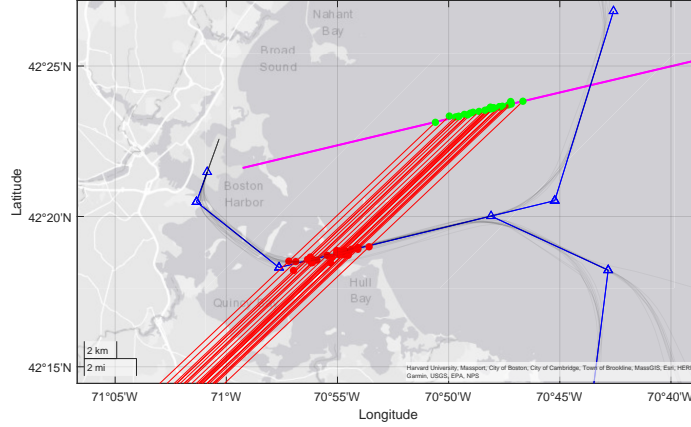 Nahant
Bay
Broad
Sound
42°25'N
Latitude
Boston
Harbor
42°20'N
Hull
Bay
Quincy
2 km
2 mi
Harvard University, Massport, City of Boston, City of Cambridge, Town of Brookline, MassGIS, Esri, HERE
Garmin, USGS, EPA, NPS
42°15'N
71°05'W 71°W 70°55'W 70°50'W 70°45'W 70°40'W
Longitude